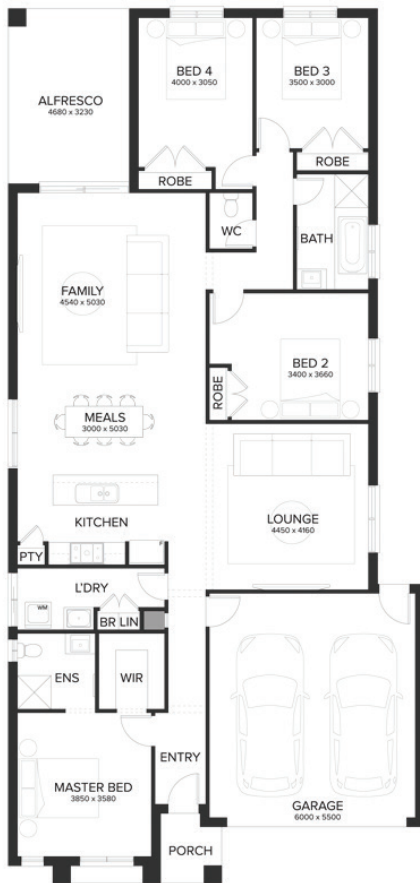 BED 4
4000 x 3050
BED 3
3500 x 3000
ALFRESCO
4680 x 3230
ROBE
ROBE
WC
BATH
FAMILY
4540 x 5030
BED 2
3400 x 3660
ROBE
MEALS
3000 x 5030
LOUNGE
4450 x 4160
KITCHEN
PTY
L'DRY
WM
BR LIN
ENS
WIR
ENTRY
MASTER BED
3850 x 3580
GARAGE
6000 x 5500
PORCH